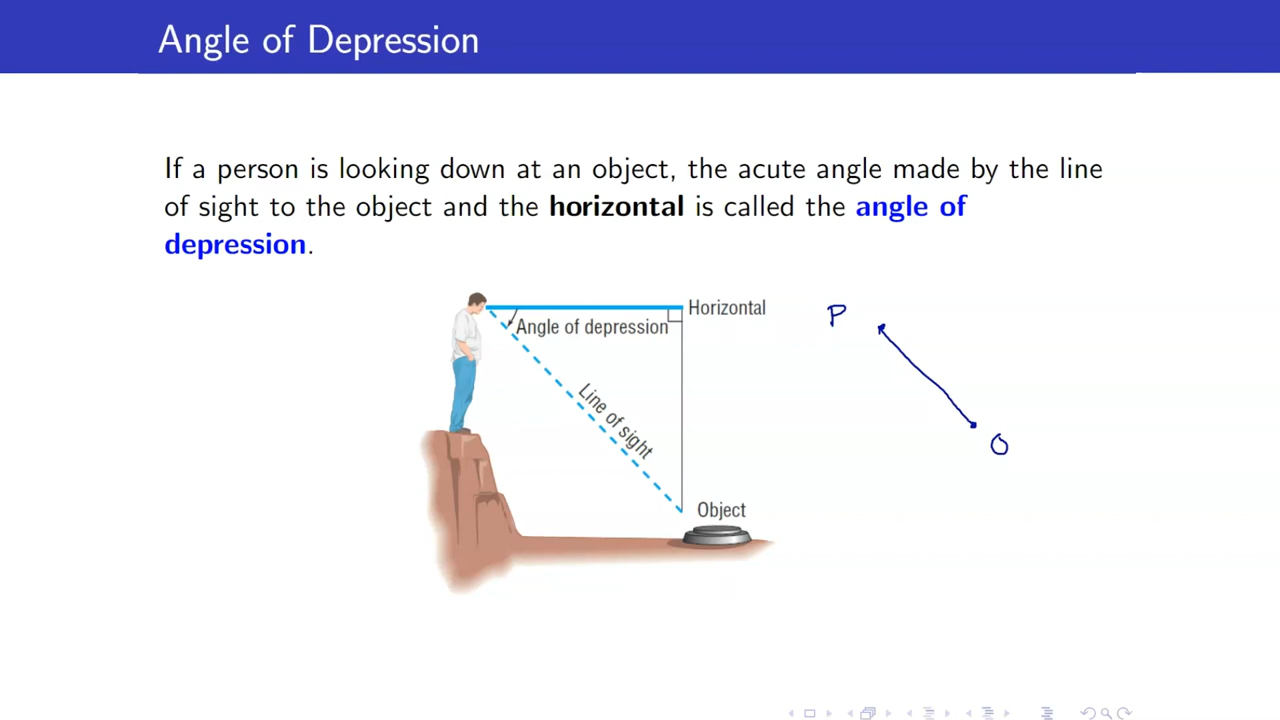 Angle of Depression
If a person is looking down at an object, the acute angle made by the line
of sight to the object and the horizontal is called the angle of
depression.
Horizontal
Angle of depression
Line of sight
Object
P
O